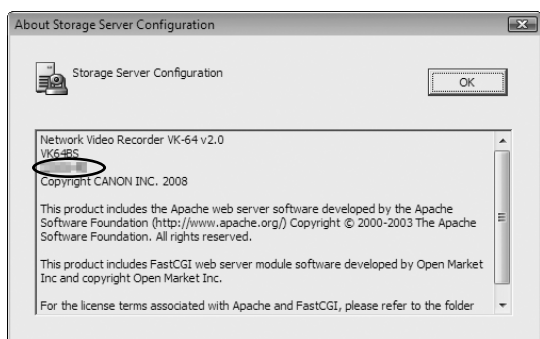 About Storage Server Configuration
Storage Server Configuration
OK
Network Video Recorder VK-64 v2.0
VK64BS
Copyright CANON INC. 2008
This product includes the Apache web server software developed by the Apache
Software Foundation (http://www.apache.org/) Copyright © 2000-2003 The Apache
Software Foundation. All rights reserved.
This product includes FastCGI web server module software developed by Open Market
Inc and copyright Open Market Inc.
For the license terms associated with Apache and FastCGI, please refer to the folder